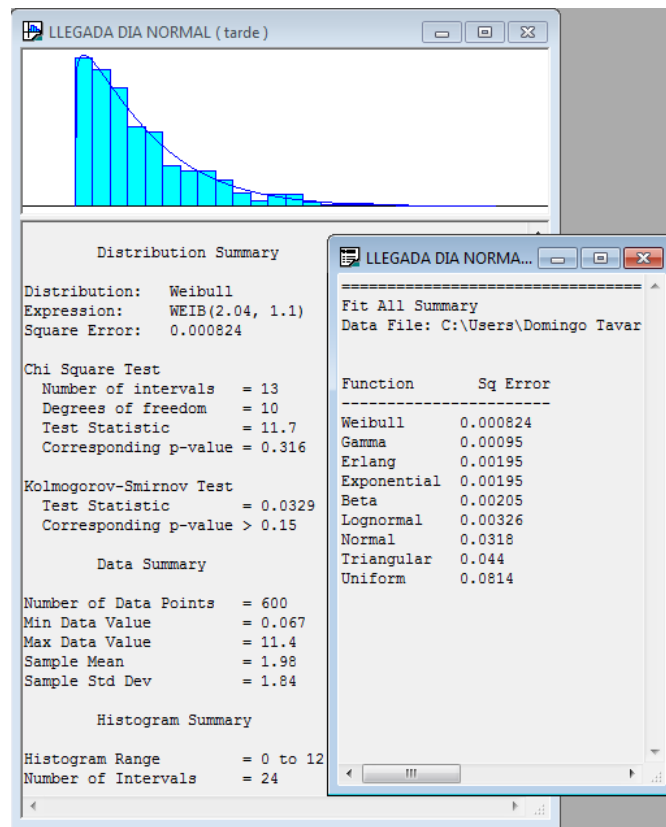 LLEGADA DIA NORMAL ( tarde )
Distribution Summary
Distribution: Weibull
Expression: WEIB(2.04, 1.1)
Square Error: 0.000824
Chi Square Test
Number of intervals = 13
Degrees of freedom = 10
Test Statistic = 11.7
Corresponding p-value = 0.316
Kolmogorov-Smirnov Test
Test Statistic = 0.0329
Corresponding p-value > 0.15
Data Summary
Number of Data Points = 600
Min Data Value = 0.067
Max Data Value = 11.4
Sample Mean = 1.98
Sample Std Dev = 1.84
Histogram Summary
Histogram Range = 0 to 12
Number of Intervals = 24
LLEGADA DIA NORMA...
=====================================
Fit All Summary
Data File: C:\Users\Domingo Tavar
Function Sq Error
-----------------------
Weibull 0.000824
Gamma 0.00095
Erlang 0.00195
Exponential 0.00195
Beta 0.00205
Lognormal 0.00326
Normal 0.0318
Triangular 0.044
Uniform 0.0814